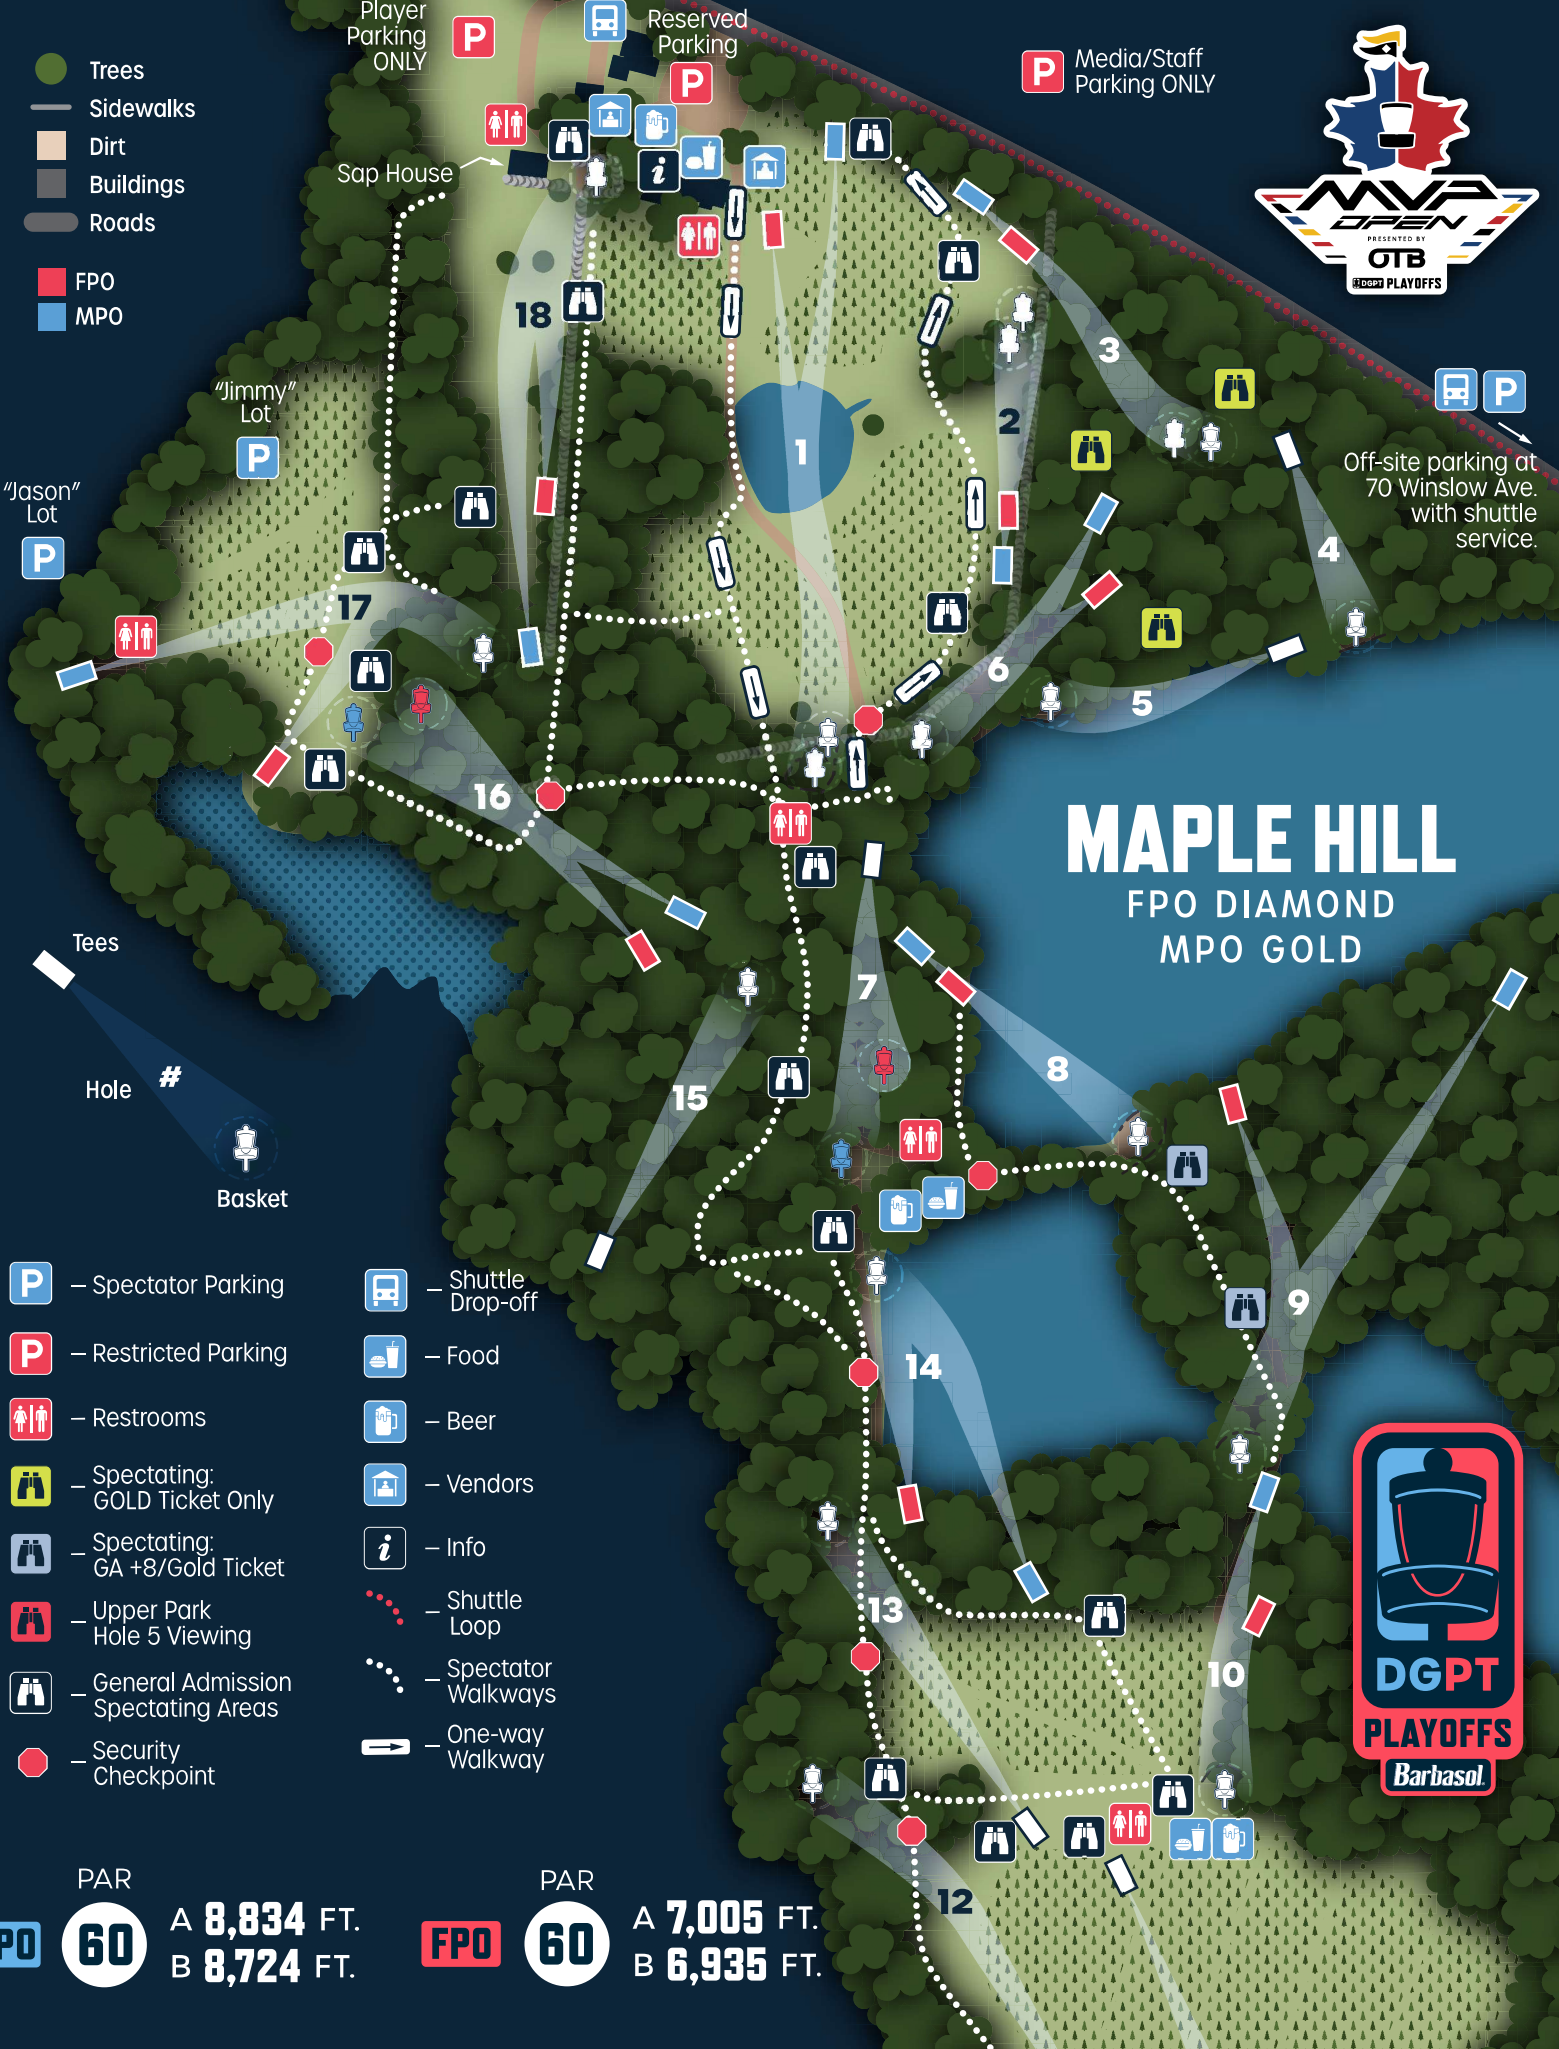 Player
Parking
ONLY
P
Reserved
Parking
P
P
Media/Staff
Parking ONLY
Trees
Sidewalks
Dirt
Buildings
Roads
FPO
MPO
Sap House
i
MVP
OPEN
PRESENTED BY
OTB
DGPT PLAYOFFS
18
3
"Jimmy"
Lot
P
2
1
P
Off-site parking at
70 Winslow Ave.
with shuttle
service.
"Jason"
Lot
P
4
17
6
5
16
MAPLE HILL
FPO DIAMOND
MPO GOLD
Tees
7
Hole
#
8
15
Basket
9
14
P – Spectator Parking
P – Restricted Parking
– Restrooms
– Spectating:
GOLD Ticket Only
– Spectating:
GA +8/Gold Ticket
– Upper Park
Hole 5 Viewing
– General Admission
Spectating Areas
– Security
Checkpoint
– Shuttle
Drop-off
– Food
– Beer
– Vendors
i – Info
– Shuttle
Loop
– Spectator
Walkways
– One-way
Walkway
13
10
DGPT
PLAYOFFS
Barbasol
12
PO
PAR
60
A 8,834 FT.
B 8,724 FT.
FPO
PAR
60
A 7,005 FT.
B 6,935 FT.